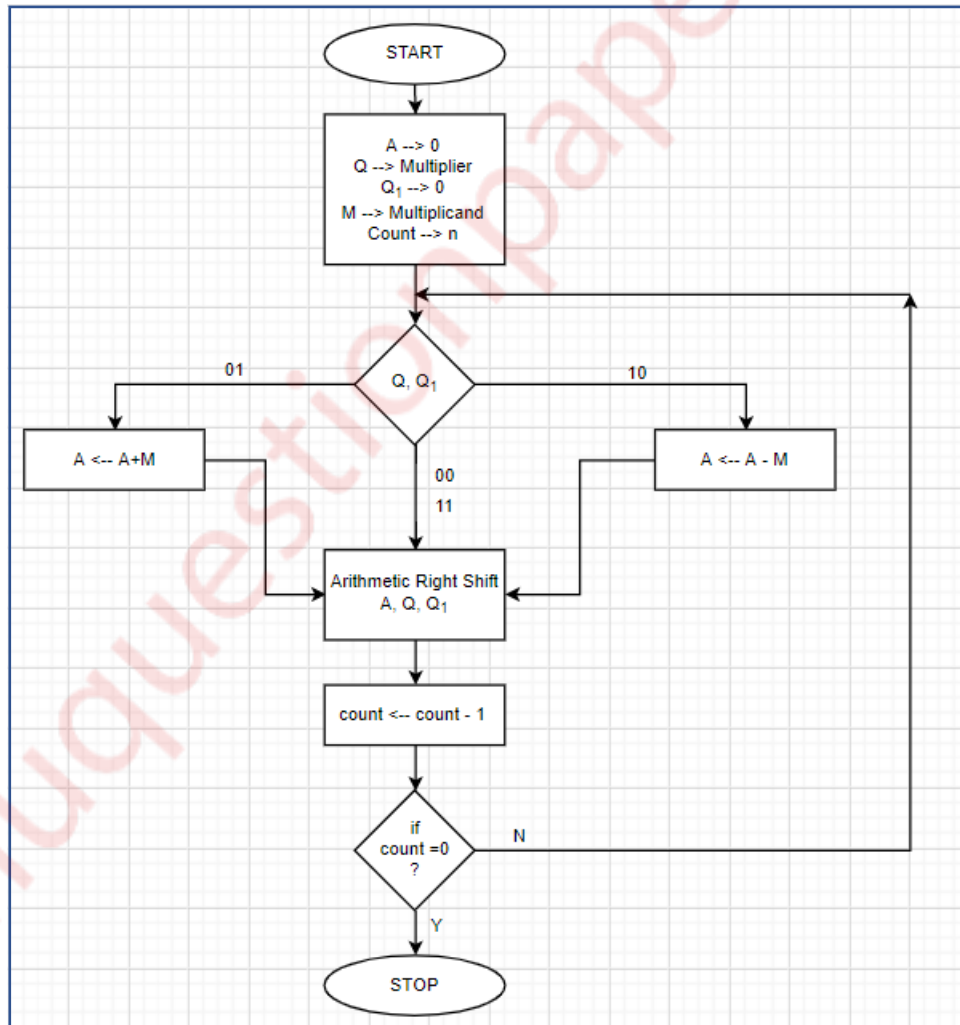 START
A --> 0
Q --> Multiplier
Q₁ --> 0
M --> Multiplicand
Count --> n
Q, Q₁
01
10
A <-- A+M
A <-- A - M
00
11
Arithmetic Right Shift
A, Q, Q₁
count <-- count - 1
if
count =0
?
N
Y
STOP
uquestionpape